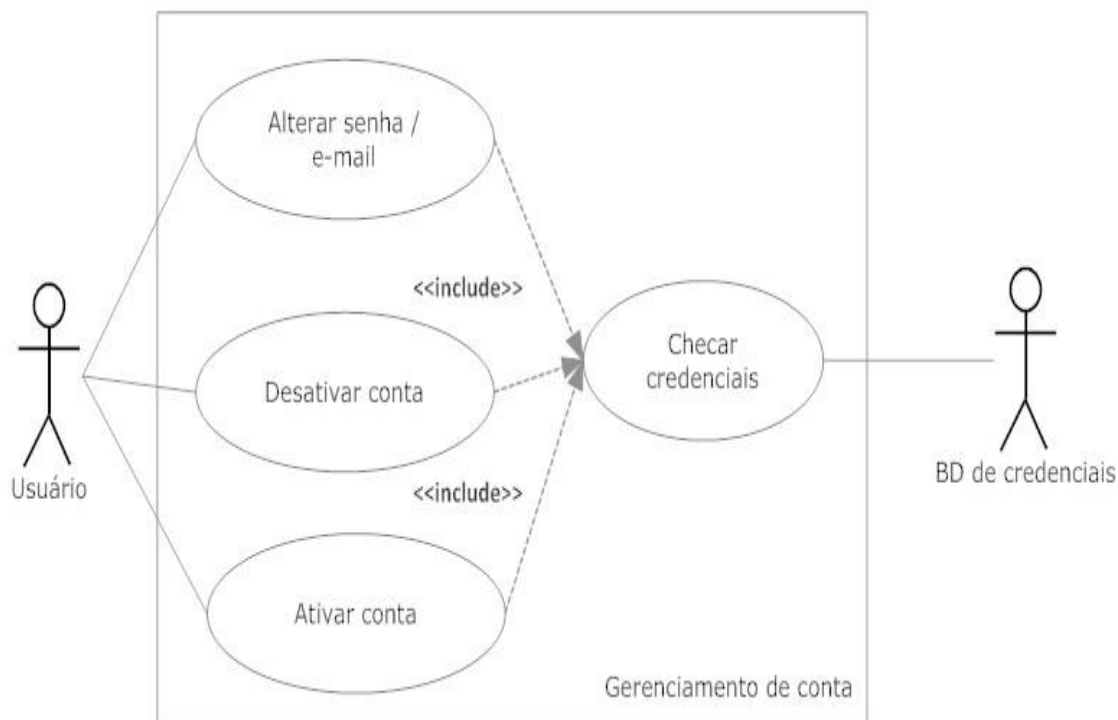 Alterar senha /
e-mail
<<include>>
Checar
credenciais
Desativar conta
Usuário
BD de credenciais
<<include>>
Ativar conta
Gerenciamento de conta